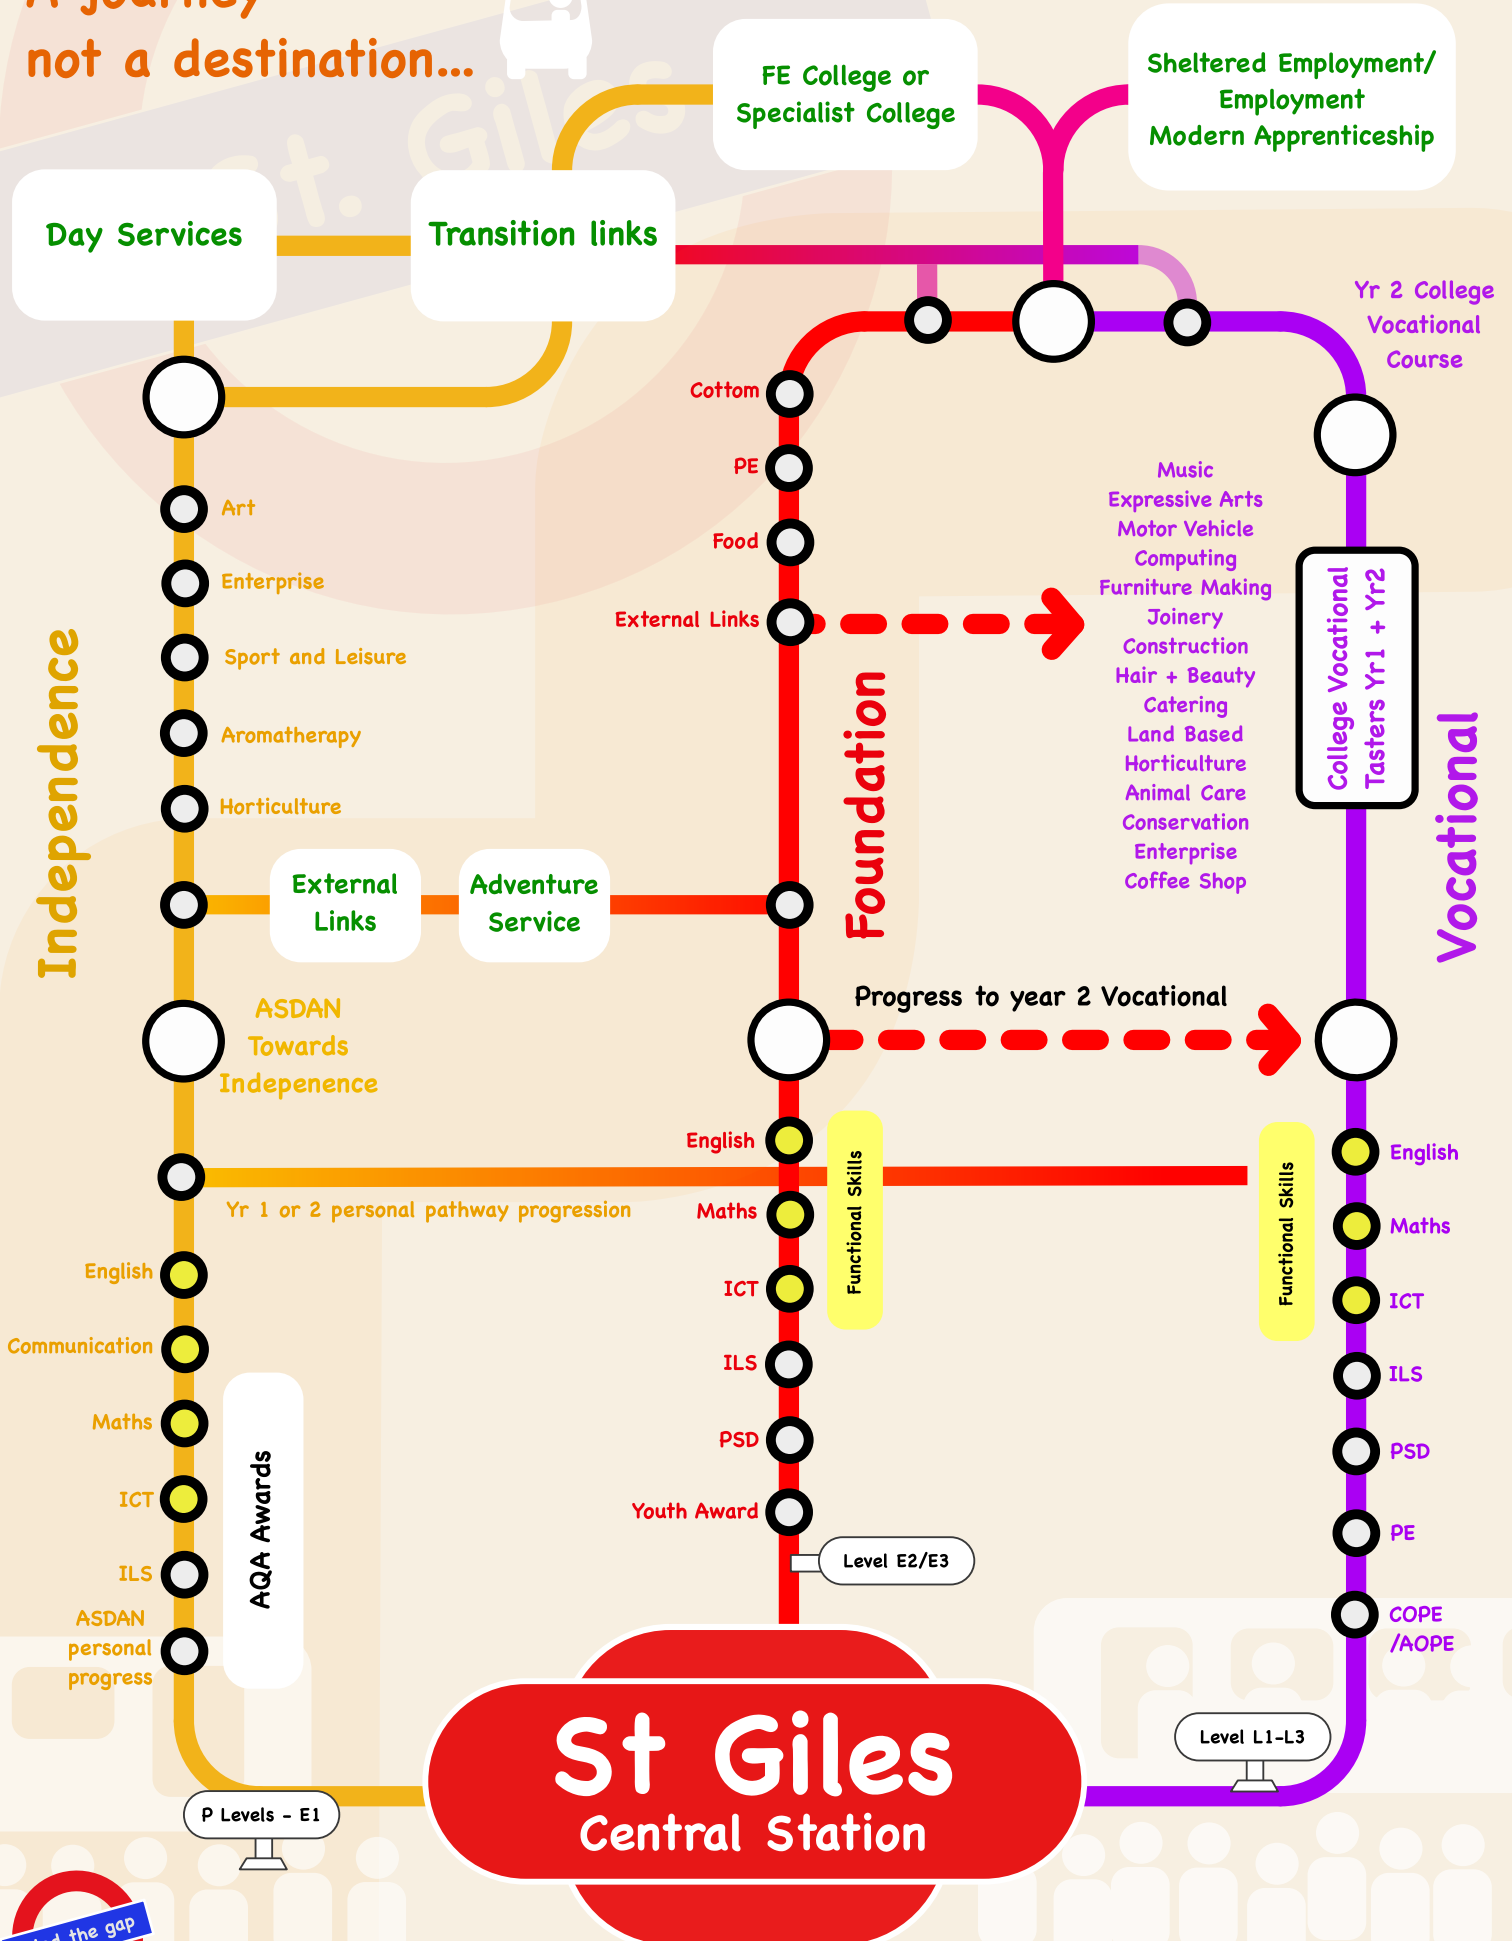 A journey
not a destination...
St. Giles
FE College or
Specialist College
Sheltered Employment/
Employment
Modern Apprenticeship
Day Services
Transition links
Yr 2 College
Vocational
Course
Cottom
PE
Food
External Links
Music
Expressive Arts
Motor Vehicle
Computing
Furniture Making
Joinery
Construction
Hair + Beauty
Catering
Land Based
Horticulture
Animal Care
Conservation
Enterprise
Coffee Shop
College Vocational
Tasters Yr1 + Yr2
Art
Enterprise
Sport and Leisure
Aromatherapy
Horticulture
Independence
Foundation
Vocational
External
Links
Adventure
Service
ASDAN
Towards
Indepenence
Progress to year 2 Vocational
Yr 1 or 2 personal pathway progression
English
Communication
Maths
ICT
ILS
ASDAN
personal
progress
AQA Awards
English
Maths
ICT
ILS
PSD
Youth Award
Functional Skills
Level E2/E3
Functional Skills
English
Maths
ICT
ILS
PSD
PE
COPE
/AOPE
Level L1-L3
P Levels - E1
St Giles
Central Station
the gap